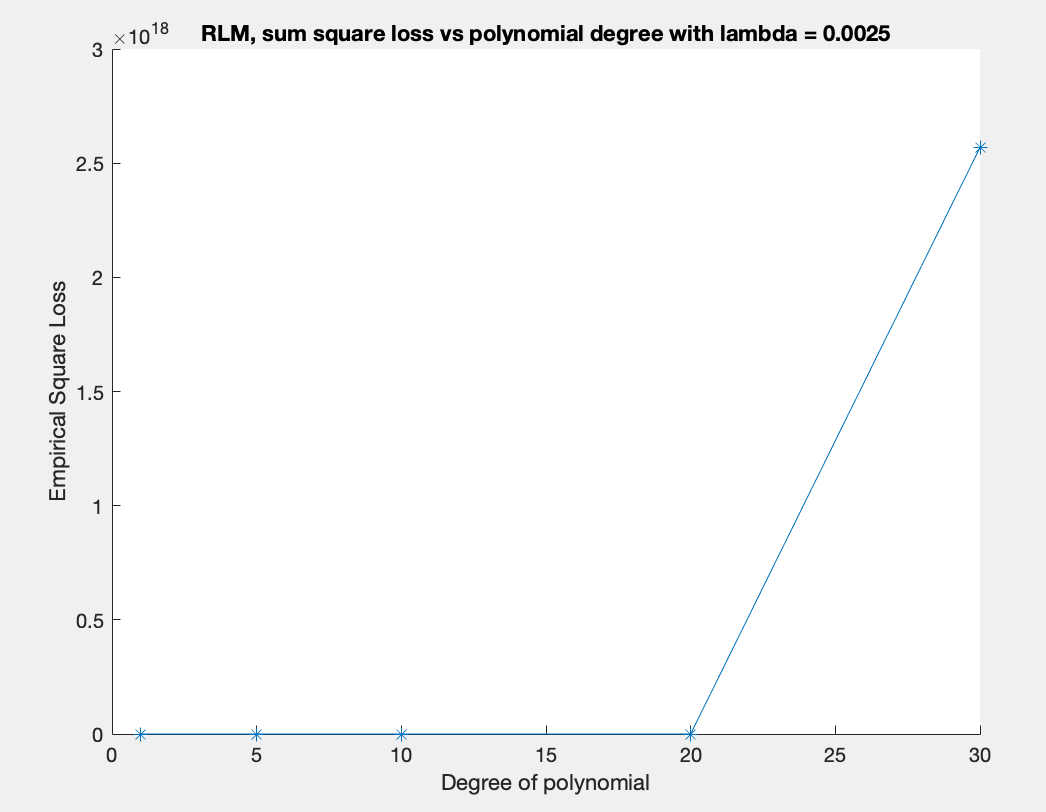 ×10^18
RLM, sum square loss vs polynomial degree with lambda = 0.0025
3
2.5
2
1.5
1
0.5
0
Empirical Square Loss
0 5 10 15 20 25 30
Degree of polynomial